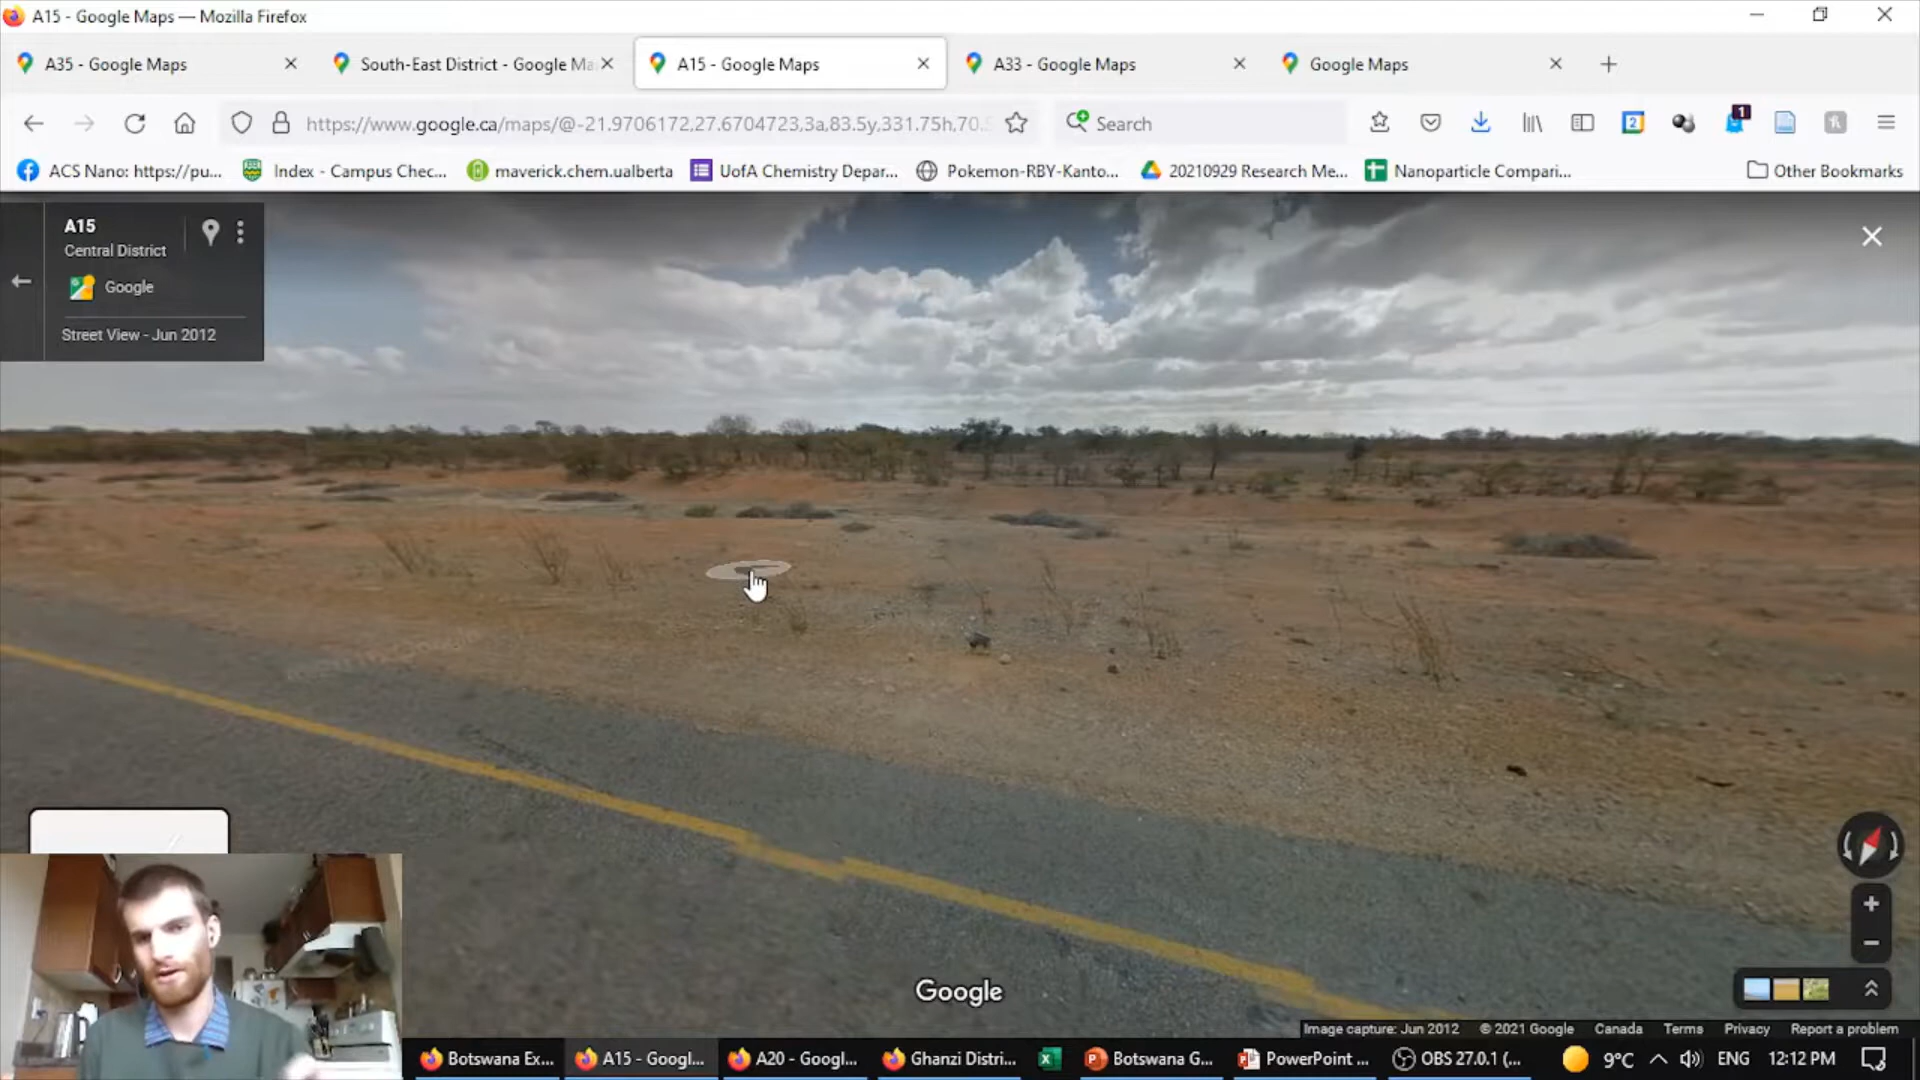 A15 - Google Maps — Mozilla Firefox
A35 - Google Maps
South-East District - Google Ma
A15 - Google Maps
A33 - Google Maps
Google Maps
https://www.google.ca/maps/@-21.9706172,27.6704723,3a,83.5y,331.75h,70.5
Search
1
2
ACS Nano: https://pu...
Index - Campus Chec...
maverick.chem.ualberta
UofA Chemistry Depar...
Pokemon-RBY-Kanto...
20210929 Research Me...
Nanoparticle Compari...
Other Bookmarks
A15
Central District
Google
Street View - Jun 2012
Google
Image capture: Jun 2012
© 2021 Google
Canada
Terms
Privacy
Report a problem
Botswana Ex...
A15 - Googl...
A20 - Googl...
Ghanzi Distri...
Botswana G...
PowerPoint ...
OBS 27.0.1 (...
9°C
ENG
12:12 PM